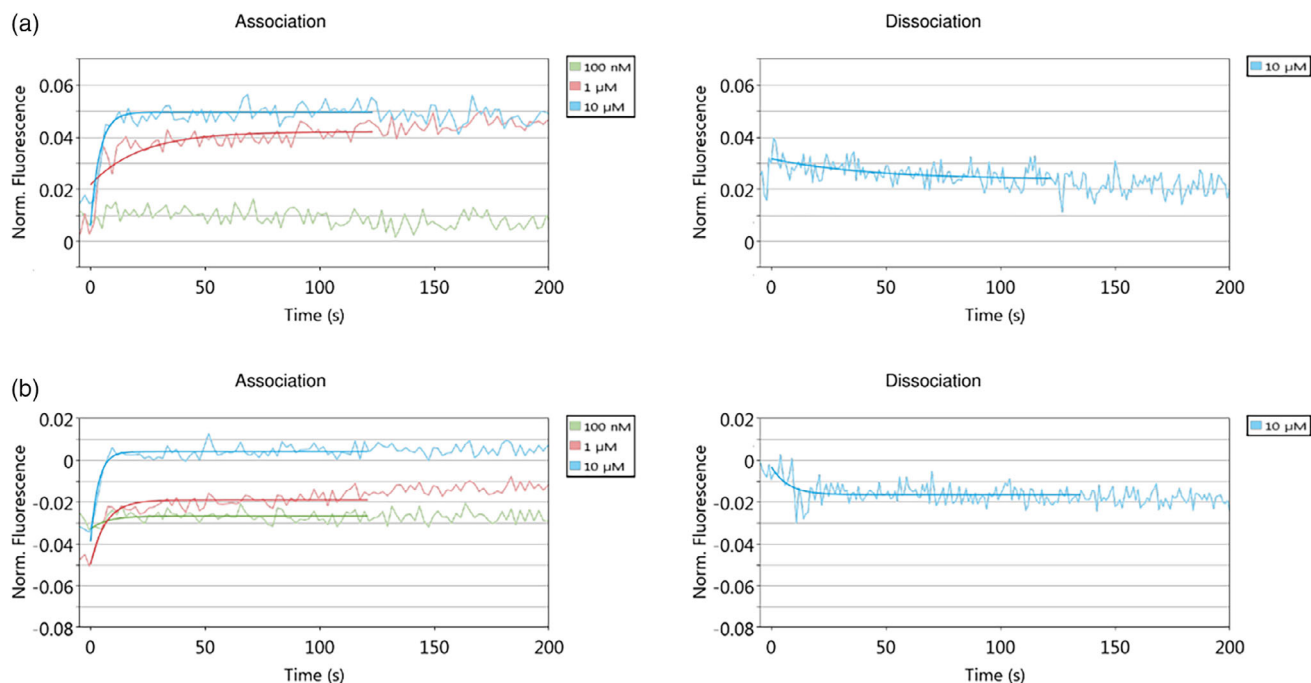 (a)
Association
Norm. Fluorescence
0.06
0.04
0.02
0
0
50
100
150
200
Time (s)
100 nM
1 µM
10 µM
Dissociation
Norm. Fluorescence
0.06
0.04
0.02
0
0
50
100
150
200
Time (s)
10 µM
(b)
Association
Norm. Fluorescence
0.02
0
-0.02
-0.04
-0.06
-0.08
0
50
100
150
200
Time (s)
100 nM
1 µM
10 µM
Dissociation
Norm. Fluorescence
0.02
0
-0.02
-0.04
-0.06
-0.08
0
50
100
150
200
Time (s)
10 µM